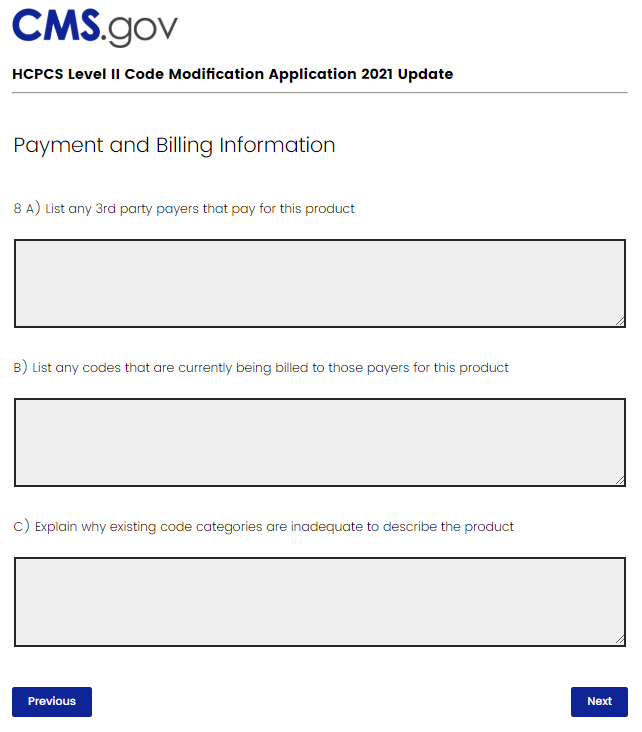 CMS.gov
HCPCS Level II Code Modification Application 2021 Update
Payment and Billing Information
8 A) List any 3rd party payers that pay for this product
B) List any codes that are currently being billed to those payers for this product
C) Explain why existing code categories are inadequate to describe the product
Previous Next